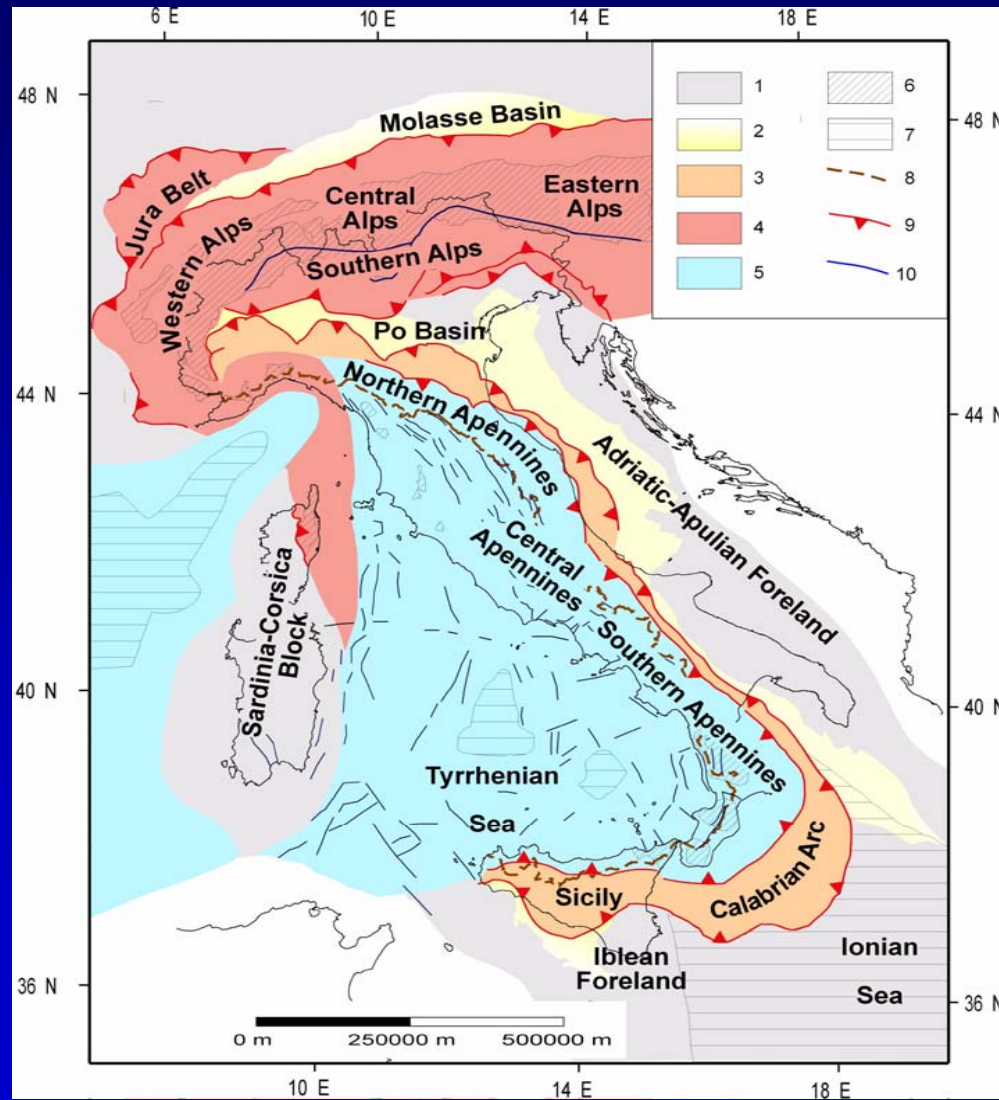 6 E 10 E 14 E 18 E
48 N
48 N
44 N
44 N
40 N
40 N
36 N
36 N
10 E 14 E 18 E
1
2
3
4
5
6
7
8
9
10
Molasse Basin
Jura Belt
Western Alps
Central
Alps
Eastern
Alps
Southern Alps
Po Basin
Northern Apennines
Adriatic-Apulian Foreland
Central
Apennines
Southern Apennines
Sardinia-Corsica
Block
Tyrrhenian
Sea
Sicily
Calabrian Arc
Iblean
Foreland
Ionian
Sea
0 m 250000 m 500000 m